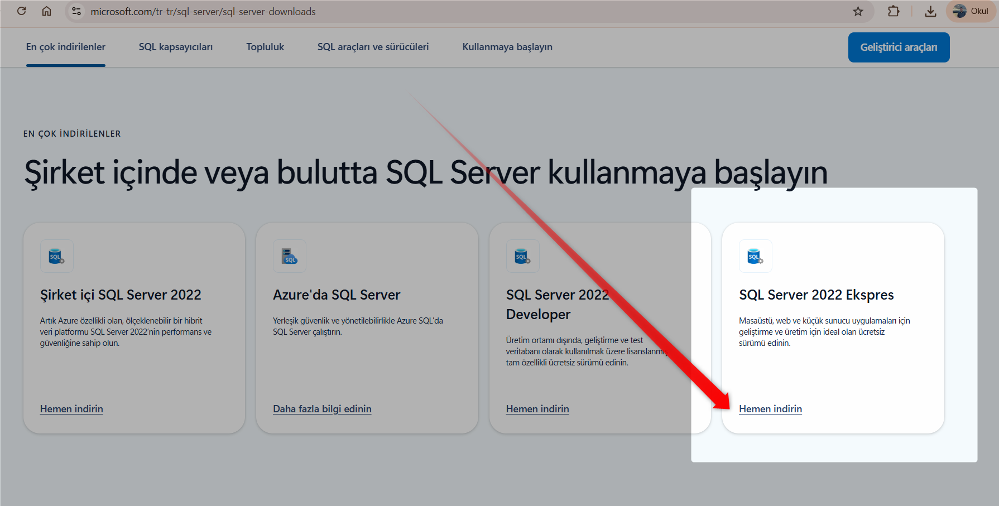 microsoft.com/tr-tr/sql-server/sql-server-downloads
Okul
En çok indirilenler
SQL kapsayıcıları
Topluluk
SQL araçları ve sürücüleri
Kullanmaya başlayın
Geliştirici araçları
EN ÇOK İNDİRİLENLER
Şirket içinde veya bulutta SQL Server kullanmaya başlayın
SQL
Şirket içi SQL Server 2022
Artık Azure özellikli olan, ölçeklenebilir bir hibrit
veri platformu SQL Server 2022’nin performans ve
güvenliğine sahip olun.
Hemen indirin
SQL
Azure'da SQL Server
Yerleşik güvenlik ve yönetilebilirlikle Azure SQL'da
SQL Server çalıştırın.
Daha fazla bilgi edinin
SQL
SQL Server 2022
Developer
Üretim ortamı dışında, geliştirme ve test
veritabanı olarak kullanılmak üzere lisanslanmış
tam özellikli ücretsiz sürümü edinin.
Hemen indirin
SQL
SQL Server 2022 Ekspres
Masaüstü, web ve küçük sunucu uygulamaları için
geliştirme ve üretim için ideal olan ücretsiz
sürümü edinin.
Hemen indirin